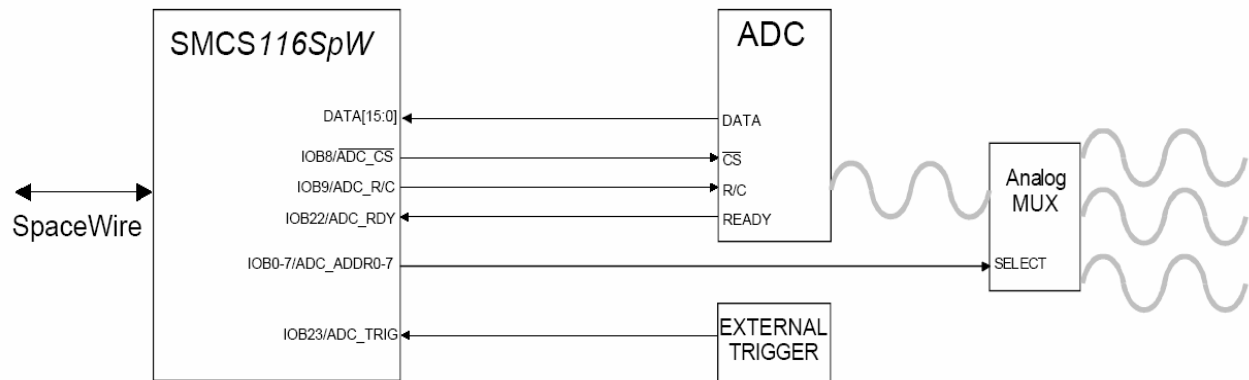 SMCS116SpW
ADC
DATA[15:0]
DATA
IOB8/ADC_CS
CS
IOB9/ADC_R/C
R/C
IOB22/ADC_RDY
READY
Analog
MUX
SpaceWire
IOB0-7/ADC_ADDR0-7
SELECT
IOB23/ADC_TRIG
EXTERNAL
TRIGGER